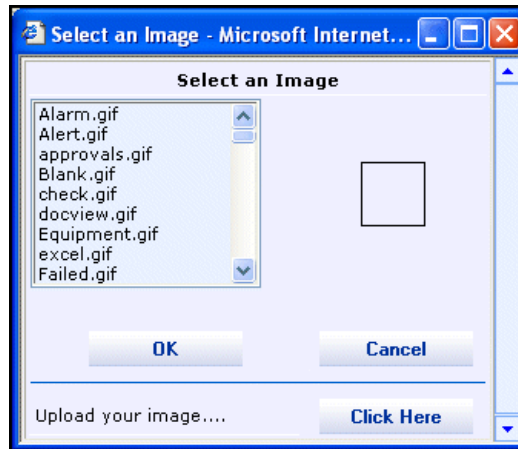 Select an Image - Microsoft Internet...
Select an Image
Alarm.gif
Alert.gif
approvals.gif
Blank.gif
check.gif
docview.gif
Equipment.gif
excel.gif
Failed.gif
OK Cancel
Upload your image.... Click Here